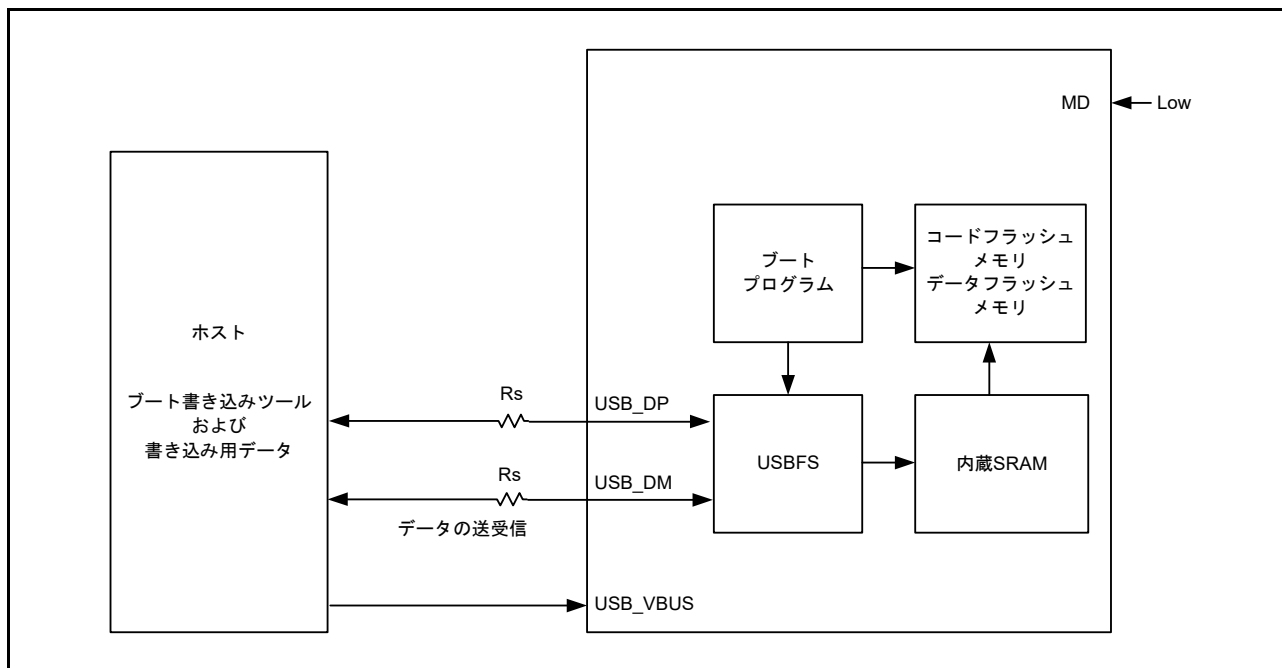 MD
Low
コードフラッシュ
メモリ
データフラッシュ
メモリ
ブート
プログラム
ホスト
ブート書き込みツール
および
書き込み用データ
Rs
USB_DP
USBFS
内蔵SRAM
Rs
USB_DM
データの送受信
USB_VBUS